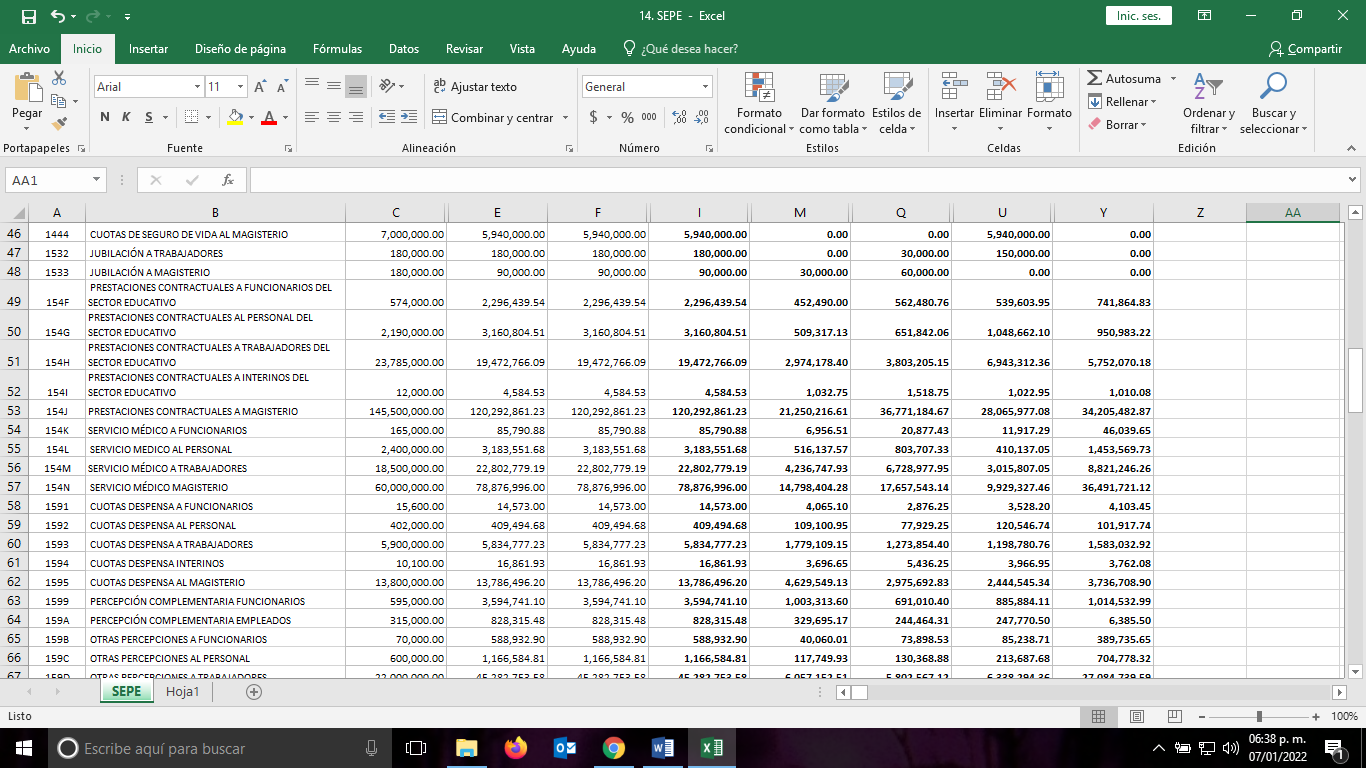 14. SEPE - Excel
Inic. ses.
Archivo Inicio Insertar Diseño de página Fórmulas Datos Revisar Vista Ayuda ¿Qué desea hacer? Compartir
Pegar
Arial 11
N K S
Ajustar texto
Combinar y centrar
General
$ % 000
Formato condicional
Dar formato como tabla
Estilos de celda
Insertar Eliminar Formato
Autosuma
Rellenar
Borrar
Ordenar y filtrar
Buscar y seleccionar
Portapapeles Fuente Alineación Número Estilos Celdas Edición
AA1 fx
A B C E F I M Q U Y Z AA
46 1444 CUOTAS DE SEGURO DE VIDA AL MAGISTERIO 7,000,000.00 5,940,000.00 5,940,000.00 5,940,000.00 0.00 0.00 5,940,000.00 0.00
47 1532 JUBILACIÓN A TRABAJADORES 180,000.00 180,000.00 180,000.00 180,000.00 0.00 30,000.00 150,000.00 0.00
48 1533 JUBILACIÓN A MAGISTERIO 180,000.00 90,000.00 90,000.00 90,000.00 30,000.00 60,000.00 0.00 0.00
PRESTACIONES CONTRACTUALES A FUNCIONARIOS DEL
49 154F SECTOR EDUCATIVO 574,000.00 2,296,439.54 2,296,439.54 2,296,439.54 452,490.00 562,480.76 539,603.95 741,864.83
PRESTACIONES CONTRACTUALES AL PERSONAL DEL
50 154G SECTOR EDUCATIVO 2,190,000.00 3,160,804.51 3,160,804.51 3,160,804.51 509,317.13 651,842.06 1,048,662.10 950,983.22
PRESTACIONES CONTRACTUALES A TRABAJADORES DEL
51 154H SECTOR EDUCATIVO 23,785,000.00 19,472,766.09 19,472,766.09 19,472,766.09 2,974,178.40 3,803,205.15 6,943,312.36 5,752,070.18
PRESTACIONES CONTRACTUALES A INTERINOS DEL
52 154I SECTOR EDUCATIVO 12,000.00 4,584.53 4,584.53 4,584.53 1,032.75 1,518.75 1,022.95 1,010.08
53 154J PRESTACIONES CONTRACTUALES A MAGISTERIO 145,500,000.00 120,292,861.23 120,292,861.23 120,292,861.23 21,250,216.61 36,771,184.67 28,065,977.08 34,205,482.87
54 154K SERVICIO MÉDICO A FUNCIONARIOS 165,000.00 85,790.88 85,790.88 85,790.88 6,956.51 20,877.43 11,917.29 46,039.65
55 154L SERVICIO MEDICO AL PERSONAL 2,400,000.00 3,183,551.68 3,183,551.68 3,183,551.68 516,137.57 803,707.33 410,137.05 1,453,569.73
56 154M SERVICIO MÉDICO A TRABAJADORES 18,500,000.00 22,802,779.19 22,802,779.19 22,802,779.19 4,236,747.93 6,728,977.95 3,015,807.05 8,821,246.26
57 154N SERVICIO MÉDICO MAGISTERIO 60,000,000.00 78,876,996.00 78,876,996.00 78,876,996.00 14,798,404.28 17,657,543.14 9,929,327.46 36,491,721.12
58 1591 CUOTAS DESPENSA A FUNCIONARIOS 15,600.00 14,573.00 14,573.00 14,573.00 4,065.10 2,876.25 3,528.20 4,103.45
59 1592 CUOTAS DESPENSA AL PERSONAL 402,000.00 409,494.68 409,494.68 409,494.68 109,100.95 77,929.25 120,546.74 101,917.74
60 1593 CUOTAS DESPENSA A TRABAJADORES 5,900,000.00 5,834,777.23 5,834,777.23 5,834,777.23 1,779,109.15 1,273,854.40 1,198,780.76 1,583,032.92
61 1594 CUOTAS DESPENSA INTERINOS 10,100.00 16,861.93 16,861.93 16,861.93 3,696.65 5,436.25 3,966.95 3,762.08
62 1595 CUOTAS DESPENSA AL MAGISTERIO 13,800,000.00 13,786,496.20 13,786,496.20 13,786,496.20 4,629,549.13 2,975,692.83 2,444,545.34 3,736,708.90
63 1599 PERCEPCIÓN COMPLEMENTARIA FUNCIONARIOS 595,000.00 3,594,741.10 3,594,741.10 3,594,741.10 1,003,313.60 691,010.40 885,884.11 1,014,532.99
64 159A PERCEPCIÓN COMPLEMENTARIA EMPLEADOS 315,000.00 828,315.48 828,315.48 828,315.48 329,695.17 244,464.31 247,770.50 6,385.50
65 159B OTRAS PERCEPCIONES A FUNCIONARIOS 70,000.00 588,932.90 588,932.90 588,932.90 40,060.01 73,898.53 85,238.71 389,735.65
66 159C OTRAS PERCEPCIONES AL PERSONAL 600,000.00 1,166,584.81 1,166,584.81 1,166,584.81 117,749.93 130,368.88 213,687.68 704,778.32
67 159D OTRAS PERCEPCIONES A TRABAJADORES
SEPE Hoja1
Listo 100%
Escribe aquí para buscar
06:38 p. m.
07/01/2022
1